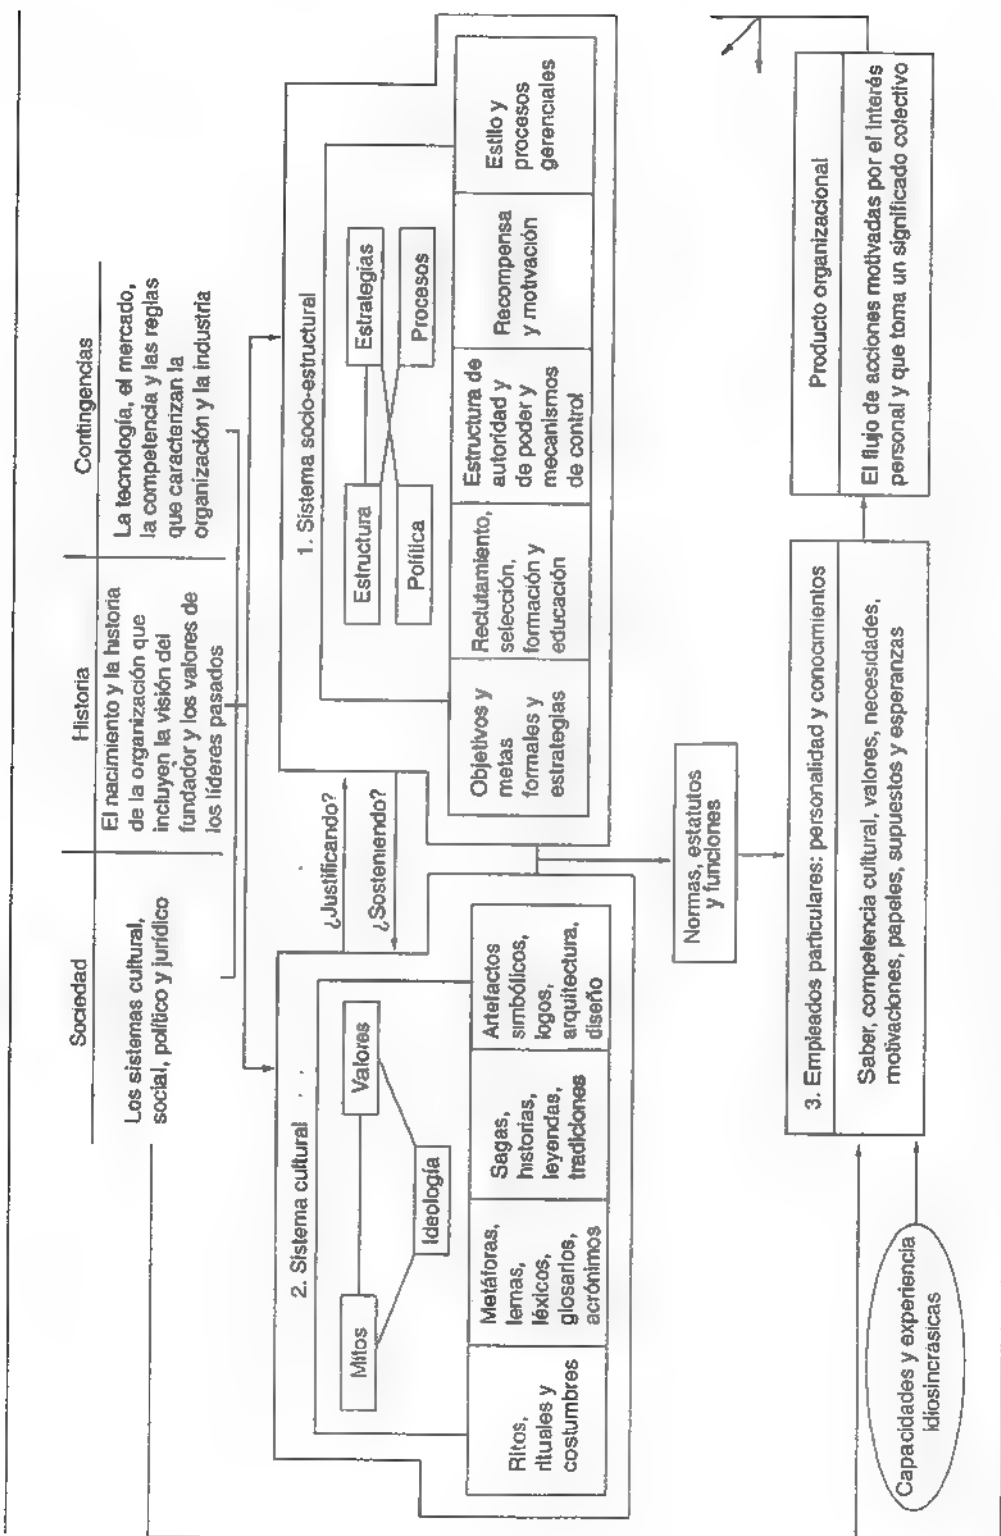 Sociedad
Los sistemas cultural,
social, político y jurídico
Historia
El nacimiento y la historia
de la organización que
incluyen la visión del
fundador y los valores de
los líderes pasados
Contingencias
La tecnología, el mercado,
la competencia y las reglas
que caracterizan la
organización y la industria
2. Sistema cultural
Mitos
Valores
Ideología
Ritos,
rituales y
costumbres
Metáforas,
lemas,
léxicos,
glosarios,
acrónimos
Sagas,
historias,
leyendas,
tradiciones
Artefactos
simbólicos,
logos,
arquitectura,
diseño
¿Justificando?
¿Sosteniendo?
1. Sistema socio-estructural
Estructura
Estrategias
Política
Procesos
Objetivos y
metas
formales y
estrategias
Reclutamiento,
selección,
formación y
educación
Estructura de
autoridad y
de poder y
mecanismos
de control
Recompensa
y motivación
Estilo y
procesos
gerenciales
Normas, estatutos
y funciones
3. Empleados particulares: personalidad y conocimientos
Saber, competencia cultural, valores, necesidades,
motivaciones, papeles, supuestos y esperanzas
Capacidades y experiencia
idiosincrásicas
Producto organizacional
El flujo de acciones motivadas por el interés
personal y que toma un significado colectivo